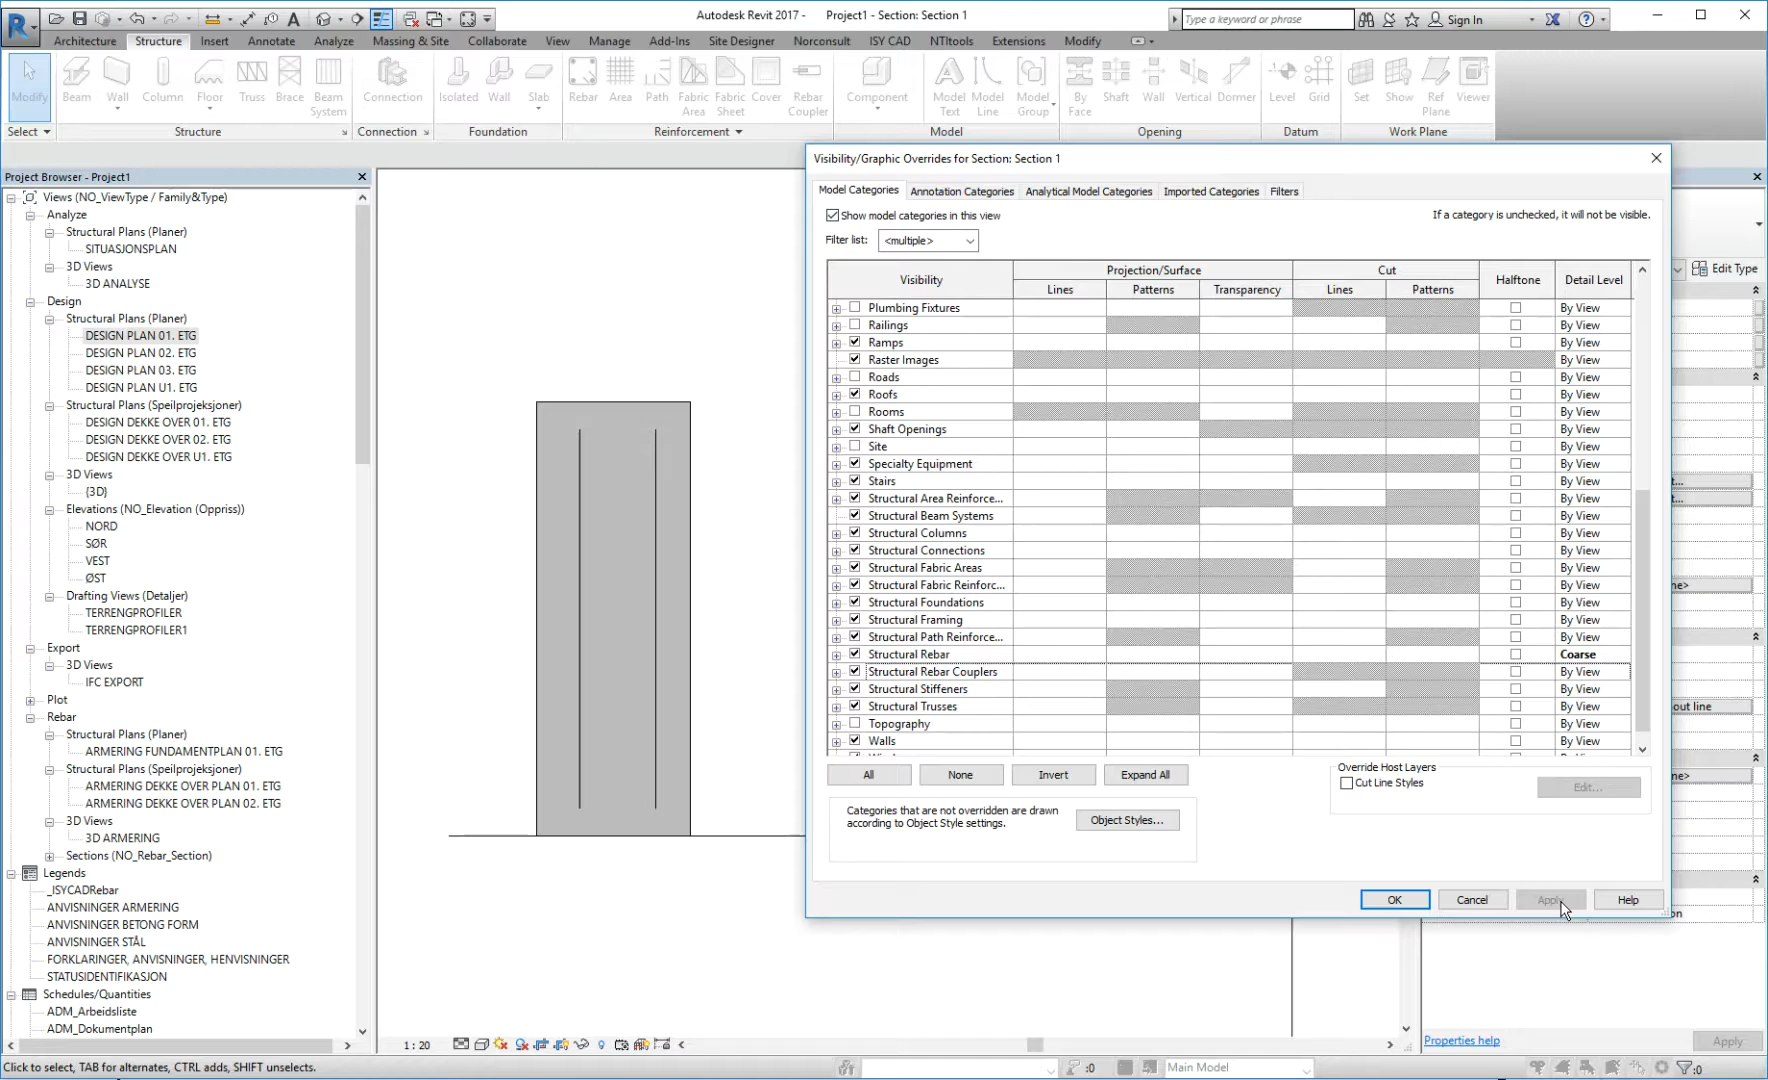 Autodesk Revit 2017 - Project1 - Section: Section 1
Type a keyword or phrase
Sign In
Architecture Structure Insert Annotate Analyze Massing & Site Collaborate View Manage Add-Ins Site Designer Norconsult ISY CAD NTItools Extensions Modify
Modify Beam Wall Column Floor Truss Brace Beam System Connection Isolated Wall Slab Rebar Area Path Fabric Area Fabric Sheet Cover Rebar Coupler Component Model Text Model Line Model Group By Face Shaft Wall Vertical Dormer Level Grid Set Show Ref Plane Viewer
Select Structure Connection Foundation Reinforcement Model Opening Datum Work Plane
Project Browser - Project1
Views (NO_ViewType / Family&Type)
Analyze
Structural Plans (Planer)
SITUASJONSPLAN
3D Views
3D ANALYSE
Design
Structural Plans (Planer)
DESIGN PLAN 01. ETG
DESIGN PLAN 02. ETG
DESIGN PLAN 03. ETG
DESIGN PLAN U1. ETG
Structural Plans (Speilprojeksjoner)
DESIGN DEKKE OVER 01. ETG
DESIGN DEKKE OVER 02. ETG
DESIGN DEKKE OVER U1. ETG
3D Views
{3D}
Elevations (NO_Elevation (Oppriss))
NORD
SØR
VEST
ØST
Drafting Views (Detaljer)
TERRENGPROFILER
TERRENGPROFILER1
Export
3D Views
IFC EXPORT
Plot
Rebar
Structural Plans (Planer)
ARMERING FUNDAMENTPLAN 01. ETG
Structural Plans (Speilprojeksjoner)
ARMERING DEKKE OVER PLAN 01. ETG
ARMERING DEKKE OVER PLAN 02. ETG
3D Views
3D ARMERING
Sections (NO_Rebar_Section)
Legends
_ISYCADRebar
ANVISNINGER ARMERING
ANVISNINGER BETONG FORM
ANVISNINGER STÅL
FORKLARINGER, ANVISNINGER, HENVISNINGER
STATUSIDENTIFIKASJON
Schedules/Quantities
ADM_Arbeidsliste
ADM_Dokumentplan
Visibility/Graphic Overrides for Section: Section 1
Model Categories Annotation Categories Analytical Model Categories Imported Categories Filters
Show model categories in this view
If a category is unchecked, it will not be visible.
Filter list: <multiple>
Visibility Projection/Surface Cut Halftone Detail Level
Lines Patterns Transparency Lines Patterns
Plumbing Fixtures By View
Railings By View
Ramps By View
Raster Images By View
Roads By View
Roofs By View
Rooms By View
Shaft Openings By View
Site By View
Specialty Equipment By View
Stairs By View
Structural Area Reinforce... By View
Structural Beam Systems By View
Structural Columns By View
Structural Connections By View
Structural Fabric Areas By View
Structural Fabric Reinforc... By View
Structural Foundations By View
Structural Framing By View
Structural Path Reinforce... By View
Structural Rebar Coarse
Structural Rebar Couplers By View
Structural Stiffeners By View
Structural Trusses By View
Topography By View
Walls By View
All None Invert Expand All
Override Host Layers
Cut Line Styles
Edit...
Categories that are not overridden are drawn
according to Object Style settings.
Object Styles...
OK Cancel Apply Help
Edit Type
out line
Properties help
Apply
1 : 20
Click to select, TAB for alternates, CTRL adds, SHIFT unselects.
:0
Main Model
:0